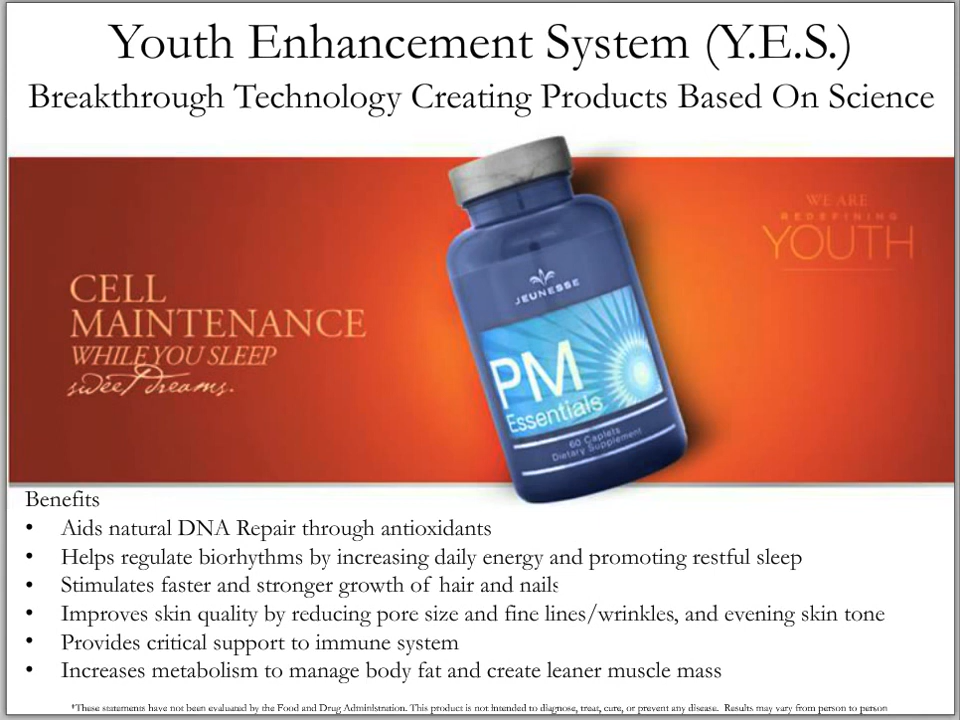 Youth Enhancement System (Y.E.S.)
Breakthrough Technology Creating Products Based On Science
WE ARE
REDEFINING
YOUTH
CELL
MAINTENANCE
WHILE YOU SLEEP
sweet dreams.
JEUNESSE
PM
Essentials
60 Caplets
Dietary Supplement
Benefits
• Aids natural DNA Repair through antioxidants
• Helps regulate biorhythms by increasing daily energy and promoting restful sleep
• Stimulates faster and stronger growth of hair and nails
• Improves skin quality by reducing pore size and fine lines/wrinkles, and evening skin tone
• Provides critical support to immune system
• Increases metabolism to manage body fat and create leaner muscle mass
*These statements have not been evaluated by the Food and Drug Administration. This product is not intended to diagnose, treat, cure, or prevent any disease. Results may vary from person to person